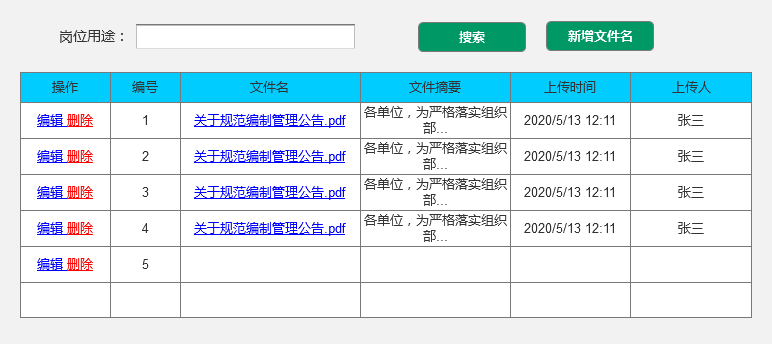 岗位用途： 搜索 新增文件名
操作 编号 文件名 文件摘要 上传时间 上传人
编辑 删除 1 关于规范编制管理公告.pdf 各单位，为严格落实组织部... 2020/5/13 12:11 张三
编辑 删除 2 关于规范编制管理公告.pdf 各单位，为严格落实组织部... 2020/5/13 12:11 张三
编辑 删除 3 关于规范编制管理公告.pdf 各单位，为严格落实组织部... 2020/5/13 12:11 张三
编辑 删除 4 关于规范编制管理公告.pdf 各单位，为严格落实组织部... 2020/5/13 12:11 张三
编辑 删除 5